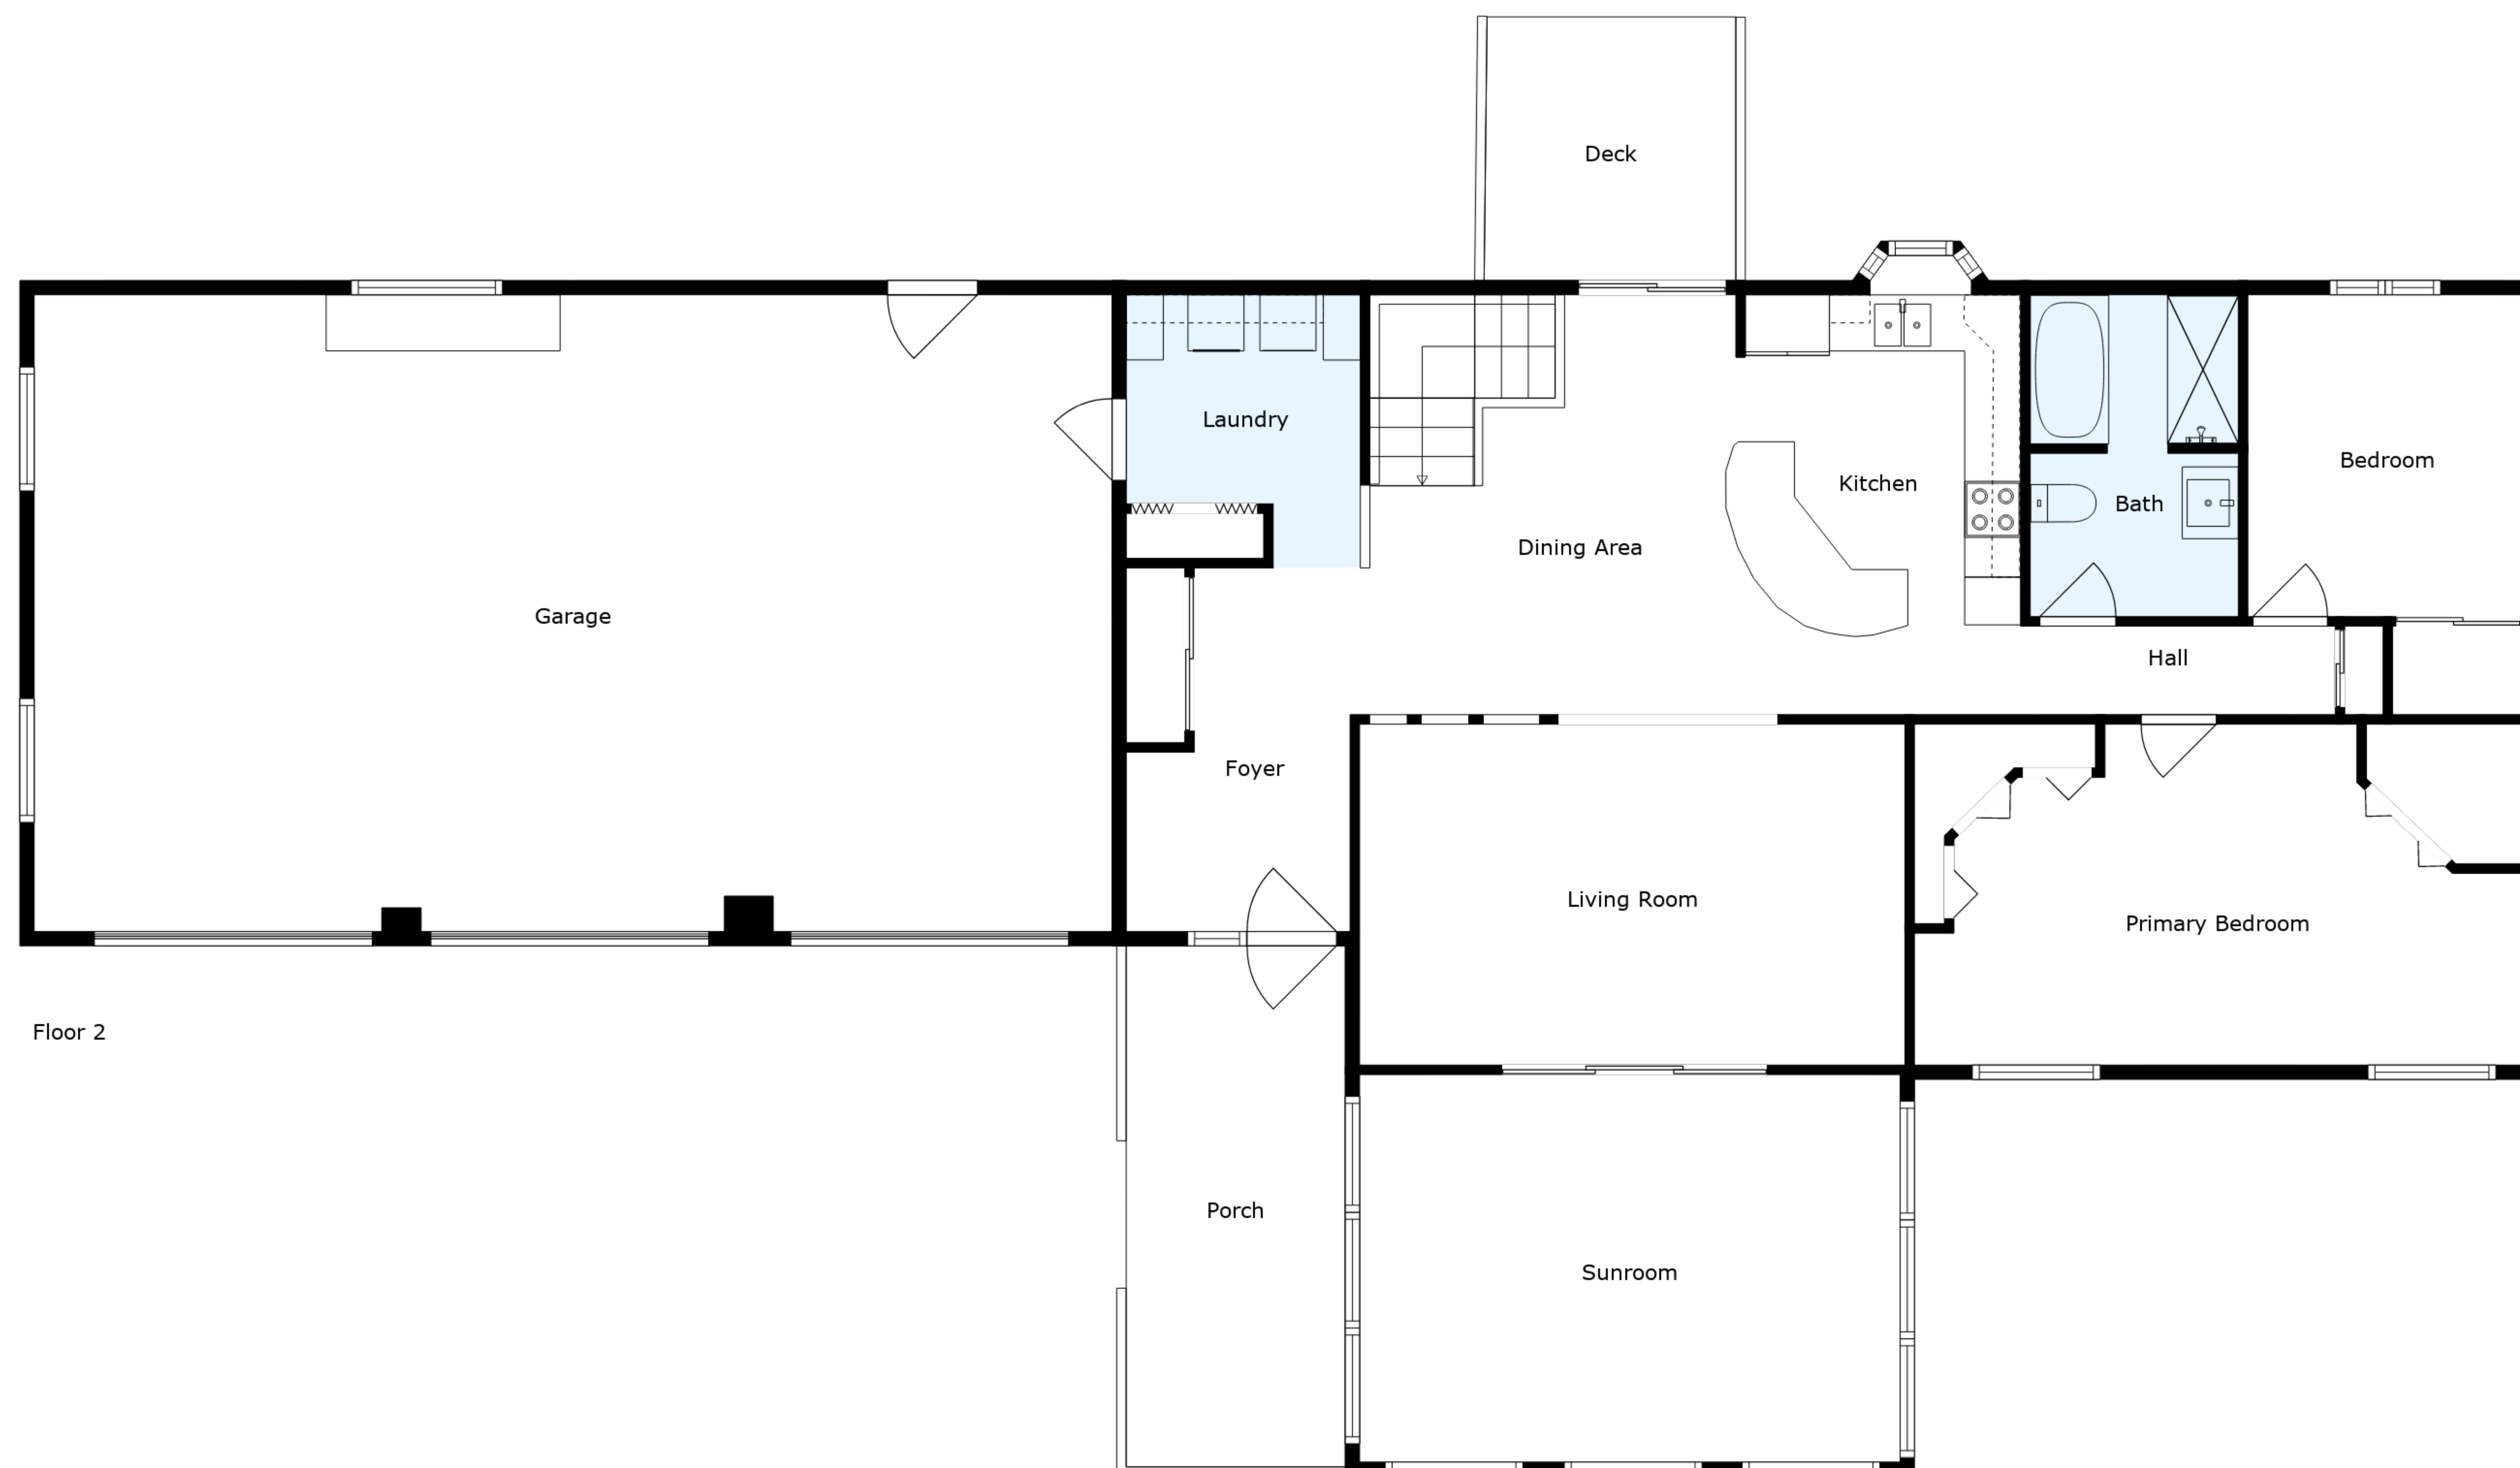 Deck
Laundry
Bedroom
Kitchen
Bath
Dining Area
Garage
Hall
Foyer
Living Room
Primary Bedroom
Floor 2
Porch
Sunroom